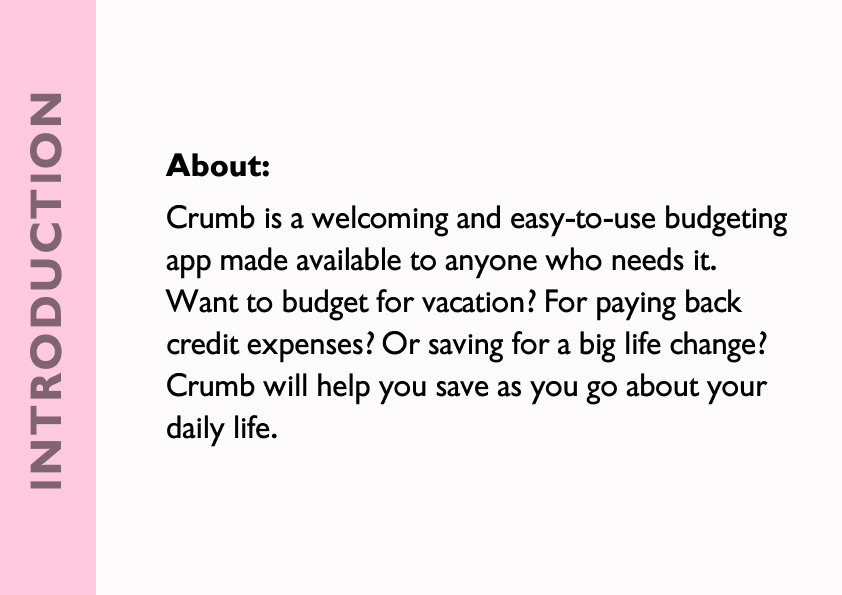 INTRODUCTION
About:
Crumb is a welcoming and easy-to-use budgeting
app made available to anyone who needs it.
Want to budget for vacation? For paying back
credit expenses? Or saving for a big life change?
Crumb will help you save as you go about your
daily life.